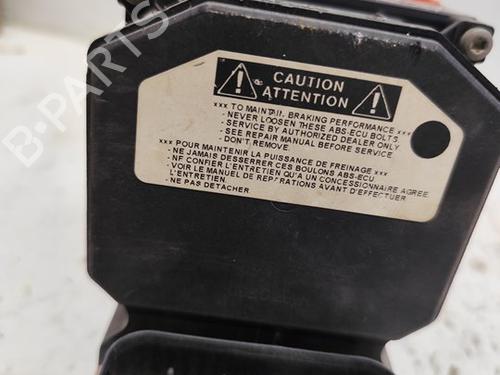 CAUTION
ATTENTION
xxx TO MAINTAIL BRAKING PERFORMANCE xxx
- NEVER LOOSEN THESE ABS-ECU BOLTS.
- SERVICE BY AUTHORIZED DEALER ONLY
- SEE REPAIR MANUAL BEFORE SERVICE
- DON'T REMOVE.
xxx POUR MAINTENIR LA PUISSANCE DE FREINAGE xxx
- NE JAMAIS DESSERRER CES BOULONS ABS-ECU
- NF CONFIER L'ENTRETIEN QU'A UN CONCESSIONNAIRE AGREE.
- VOIR LE MANUEL DE REPARATIONS AVANT D'EFFECTUER
L'ENTRETIEN.
- NE PAS DETACHER
B-PARTS